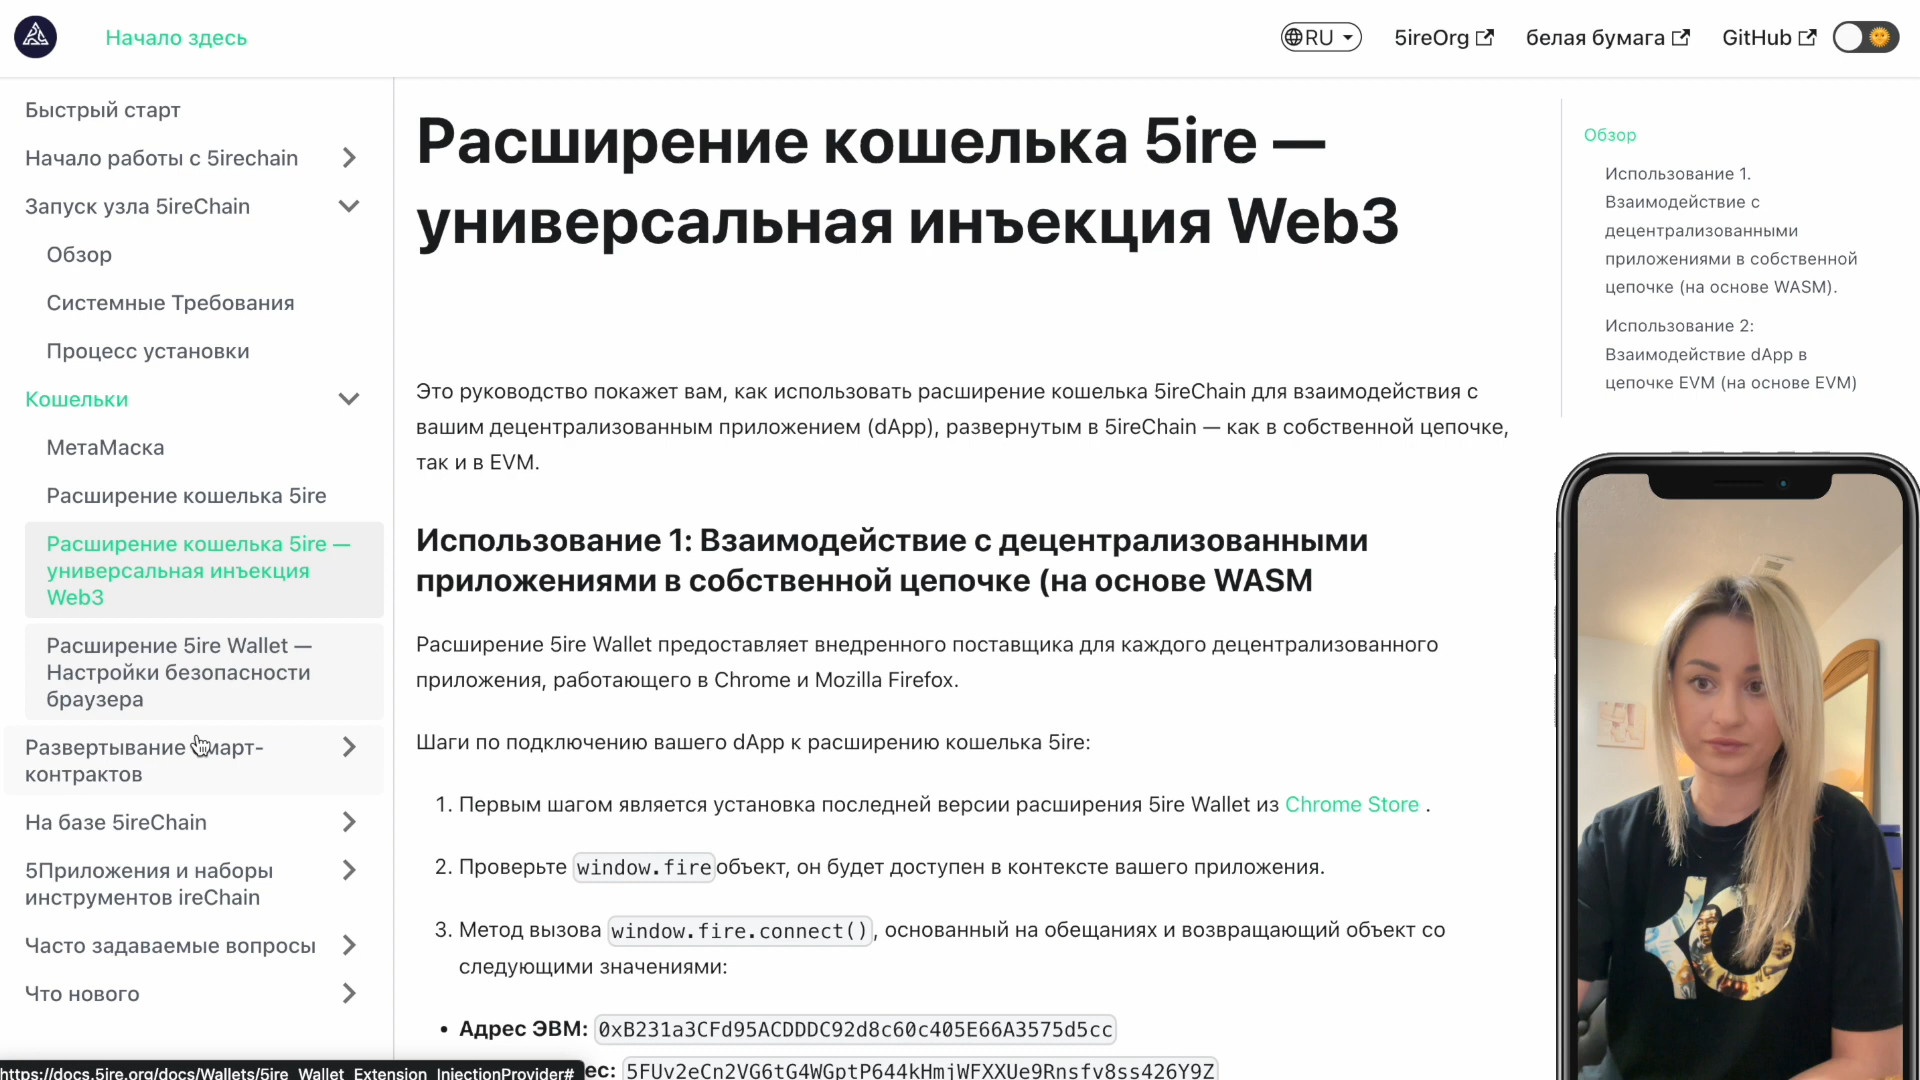 Начало здесь
RU
5ireOrg
белая бумага
GitHub
Быстрый старт
Начало работы с 5irechain
Запуск узла 5ireChain
Обзор
Системные Требования
Процесс установки
Кошельки
МетаМаска
Расширение кошелька 5ire
Расширение кошелька 5ire —
универсальная инъекция
Web3
Расширение 5ire Wallet —
Настройки безопасности
браузера
Развертывание смарт-
контрактов
На базе 5ireChain
5Приложения и наборы
инструментов ireChain
Часто задаваемые вопросы
Что нового
Расширение кошелька 5ire —
универсальная инъекция Web3
Это руководство покажет вам, как использовать расширение кошелька 5ireChain для взаимодействия с
вашим децентрализованным приложением (dApp), развернутым в 5ireChain — как в собственной цепочке,
так и в EVM.
Использование 1: Взаимодействие с децентрализованными
приложениями в собственной цепочке (на основе WASM
Расширение 5ire Wallet предоставляет внедренного поставщика для каждого децентрализованного
приложения, работающего в Chrome и Mozilla Firefox.
Шаги по подключению вашего dApp к расширению кошелька 5ire:
1. Первым шагом является установка последней версии расширения 5ire Wallet из Chrome Store .
2. Проверьте window.fire объект, он будет доступен в контексте вашего приложения.
3. Метод вызова window.fire.connect(), основанный на обещаниях и возвращающий объект со
следующими значениями:
• Адрес ЭВМ: 0xB231a3CFd95ACDDDC92d8c60c405E66A3575d5cc
ес: 5FUv2eCn2VG6tG4WGptP644kHmjWFXXUe9Rnsfv8ss426Y9Z
https://docs.5ire.org/docs/Wallets/5ire_Wallet_Extension_InjectionProvider#
Обзор
Использование 1.
Взаимодействие с
децентрализованными
приложениями в собственной
цепочке (на основе WASM).
Использование 2:
Взаимодействие dApp в
цепочке EVM (на основе EVM)